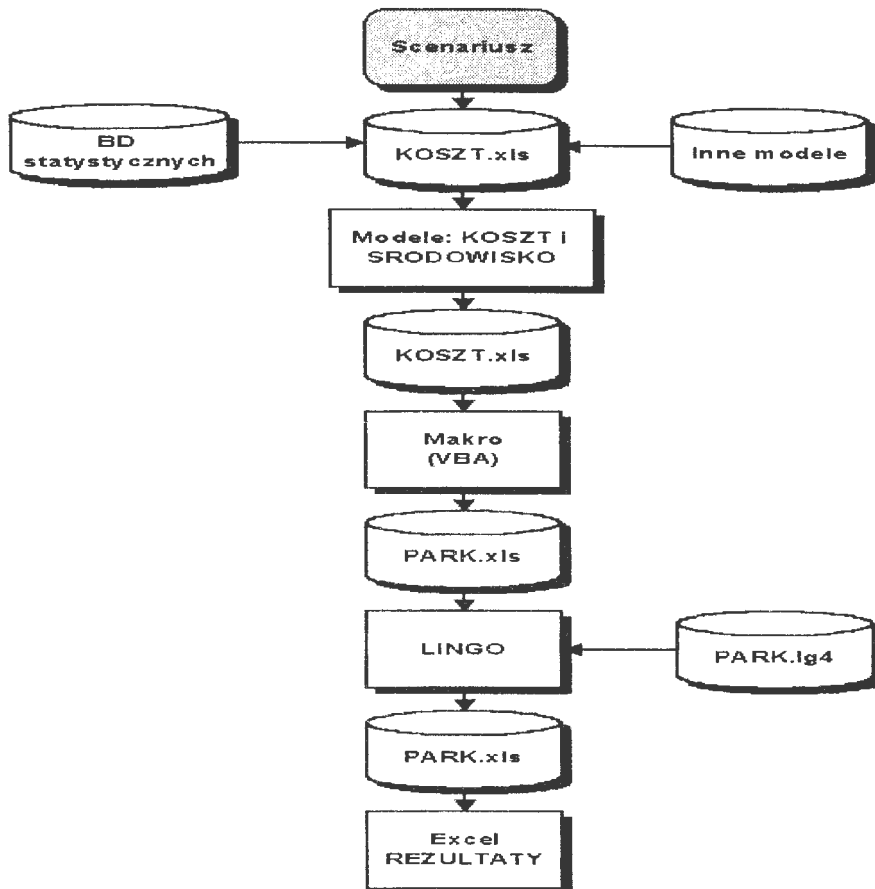 Scenariusz
BD
statystycznych
KOSZT.xls
Inne modele
Modele: KOSZT i
SRODOWISKO
KOSZT.xls
Makro
(VBA)
PARK.xls
LINGO
PARK.lg4
PARK.xls
Excel
REZULTATY